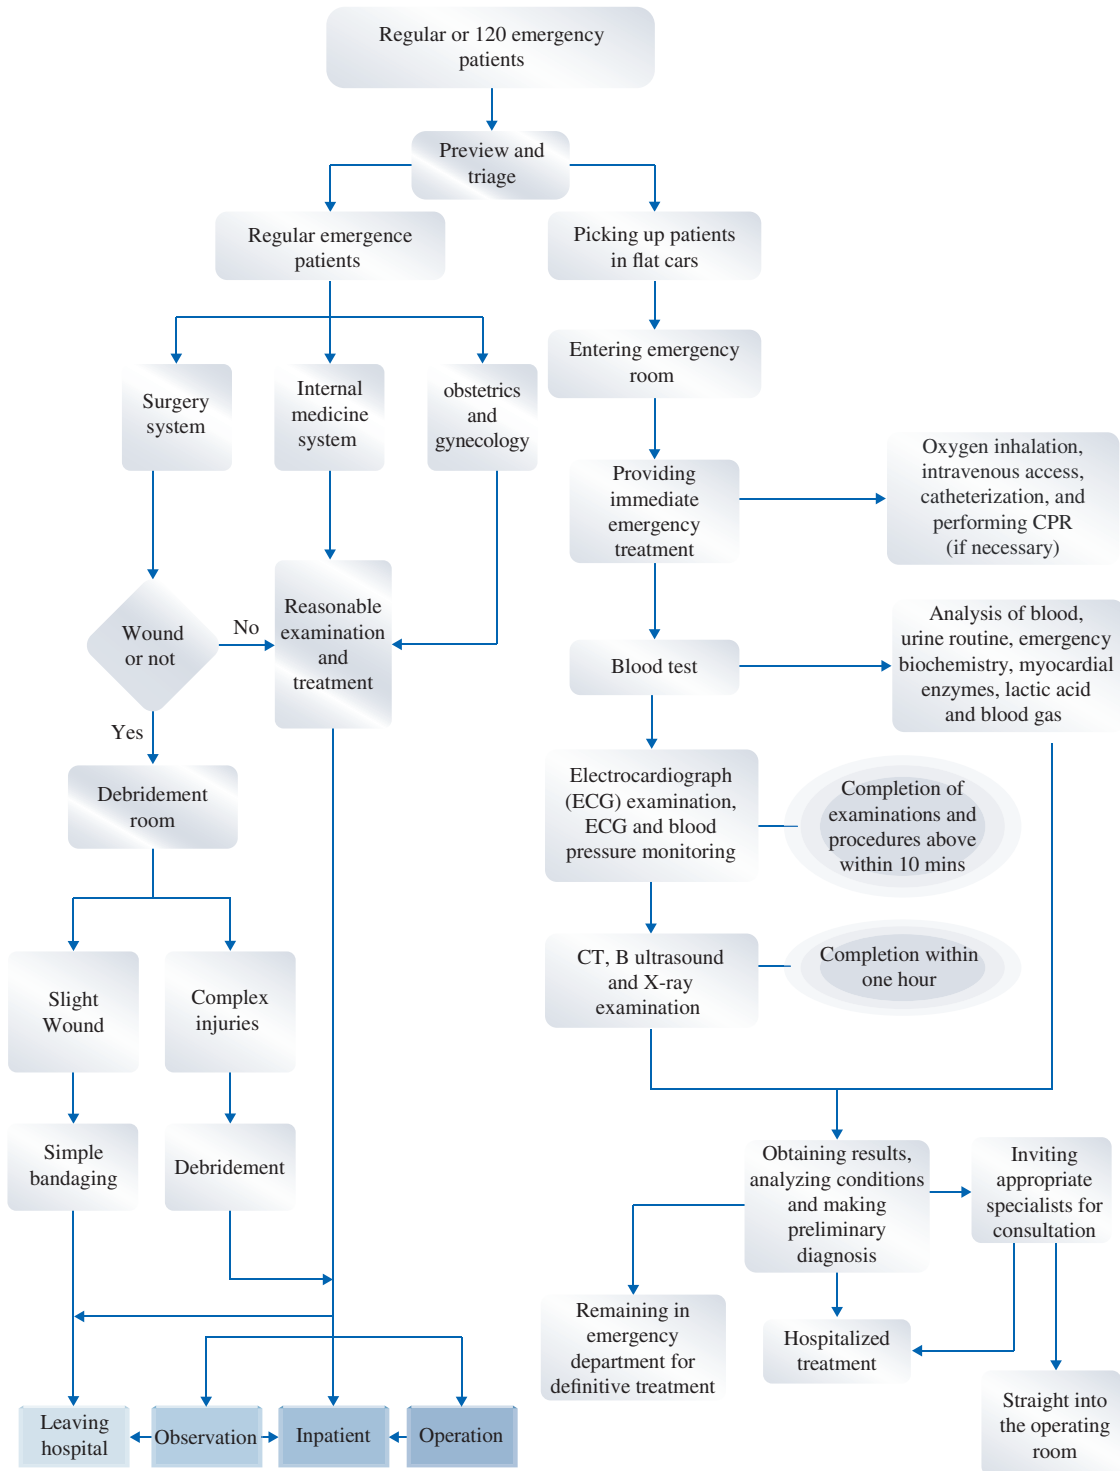 Regular or 120 emergency
patients
Preview and
triage
Regular emergence
patients
Picking up patients
in flat cars
Entering emergency
room
Surgery
system
Internal
medicine
system
obstetrics
and
gynecology
Providing
immediate
emergency
treatment
Oxygen inhalation,
intravenous access,
catheterization, and
performing CPR
(if necessary)
Wound
or not
No
Reasonable
examination
and
treatment
Blood test
Analysis of blood,
urine routine, emergency
biochemistry, myocardial
enzymes, lactic acid
and blood gas
Yes
Debridement
room
Electrocardiograph
(ECG) examination,
ECG and blood
pressure monitoring
Completion of
examinations and
procedures above
within 10 mins
Slight
Wound
Complex
injuries
CT, B ultrasound
and X-ray
examination
Completion within
one hour
Simple
bandaging
Debridement
Obtaining results,
analyzing conditions
and making
preliminary
diagnosis
Inviting
appropriate
specialists for
consultation
Remaining in
emergency
department for
definitive treatment
Hospitalized
treatment
Straight into
the operating
room
Leaving
hospital
Observation
Inpatient
Operation